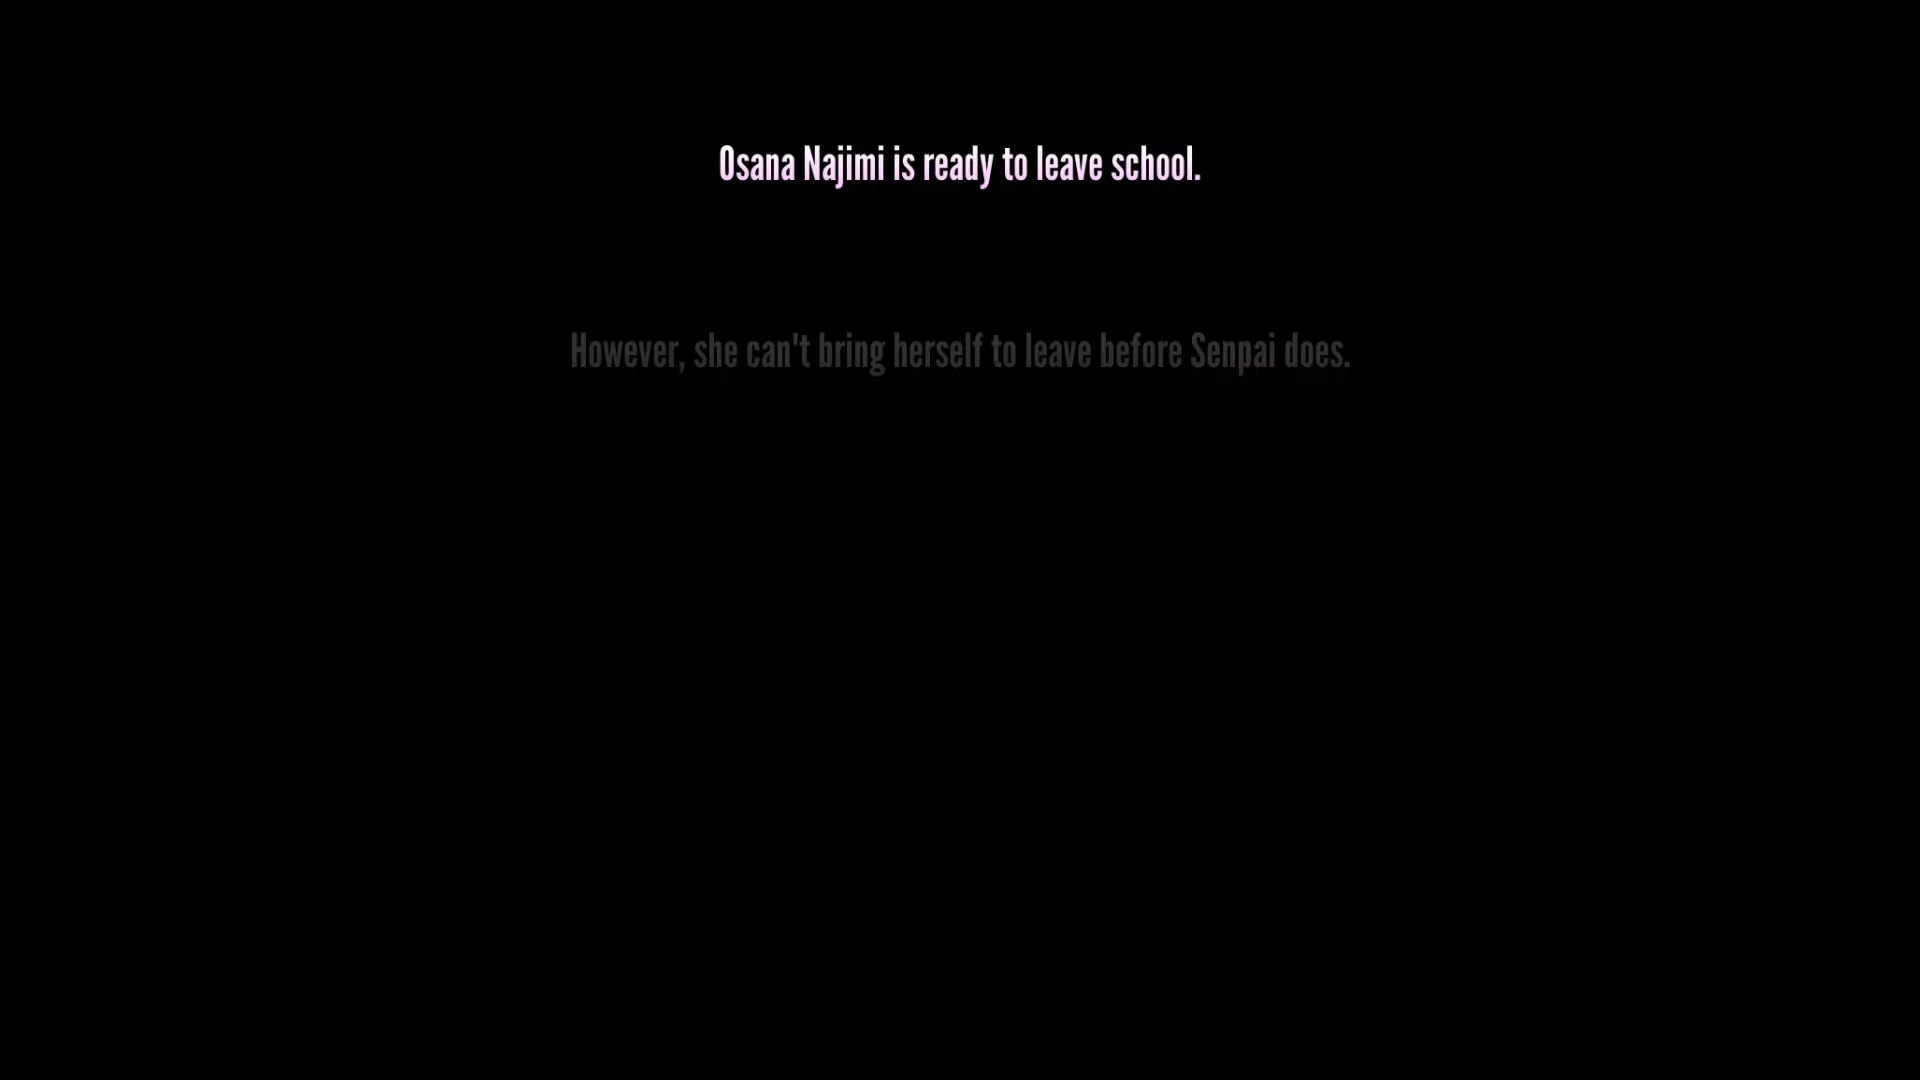 Osana Najimi is ready to leave school.
However, she can't bring herself to leave before Senpai does.